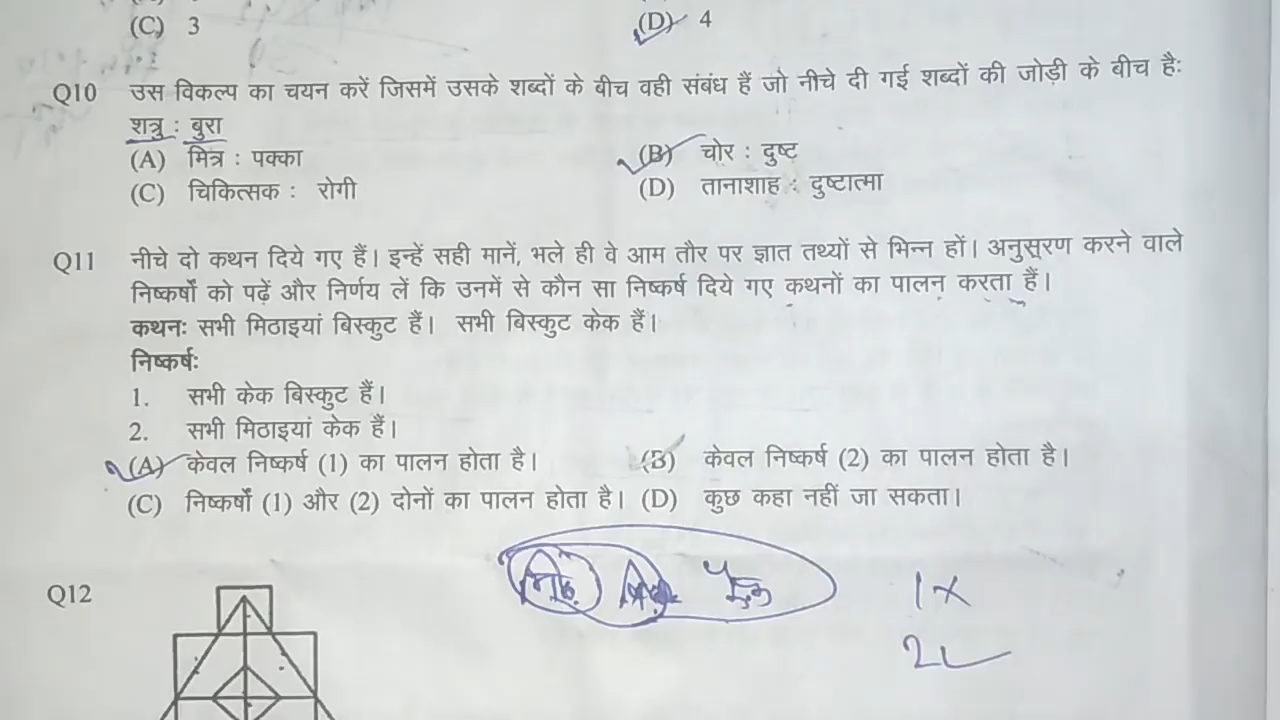 (C) 3 (D) 4
Q10 उस विकल्प का चयन करें जिसमें उसके शब्दों के बीच वही संबंध हैं जो नीचे दी गई शब्दों की जोड़ी के बीच है:
शत्रु : बुरा
(A) मित्र : पक्का (B) चोर : दुष्ट
(C) चिकित्सक : रोगी (D) तानाशाह : दुष्टात्मा
Q11 नीचे दो कथन दिये गए हैं। इन्हें सही मानें, भले ही वे आम तौर पर ज्ञात तथ्यों से भिन्न हों। अनुसरण करने वाले
निष्कर्षों को पढ़ें और निर्णय लें कि उनमें से कौन सा निष्कर्ष दिये गए कथनों का पालन करता हैं।
कथन: सभी मिठाइयां बिस्कुट हैं। सभी बिस्कुट केक हैं।
निष्कर्ष:
1. सभी केक बिस्कुट हैं।
2. सभी मिठाइयां केक हैं।
(A) केवल निष्कर्ष (1) का पालन होता है। (B) केवल निष्कर्ष (2) का पालन होता है।
(C) निष्कर्षों (1) और (2) दोनों का पालन होता है। (D) कुछ कहा नहीं जा सकता।
1 ×
2 ✓
Q12